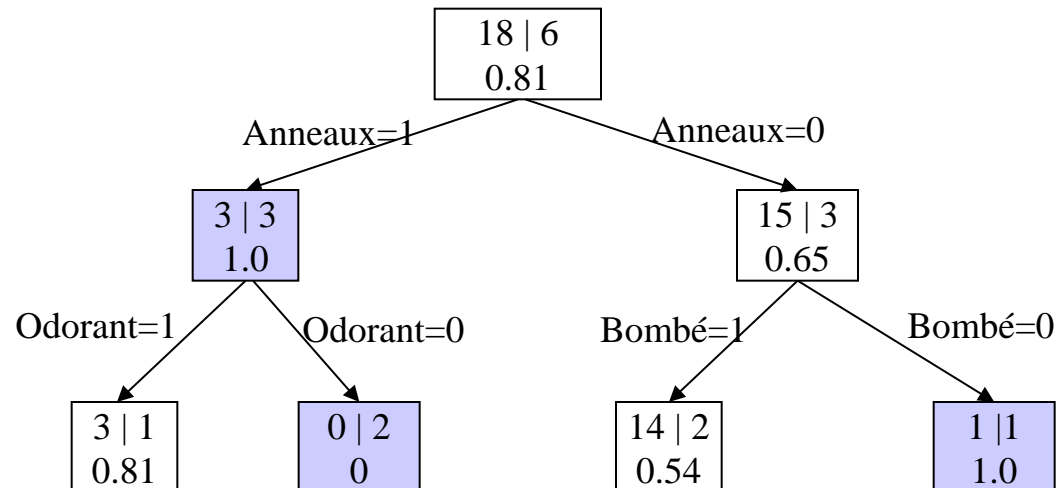 18 | 6
0.81
Anneaux=1
Anneaux=0
3 | 3
1.0
15 | 3
0.65
Odorant=1
Odorant=0
Bombé=1
Bombé=0
3 | 1
0.81
0 | 2
0
14 | 2
0.54
1 |1
1.0